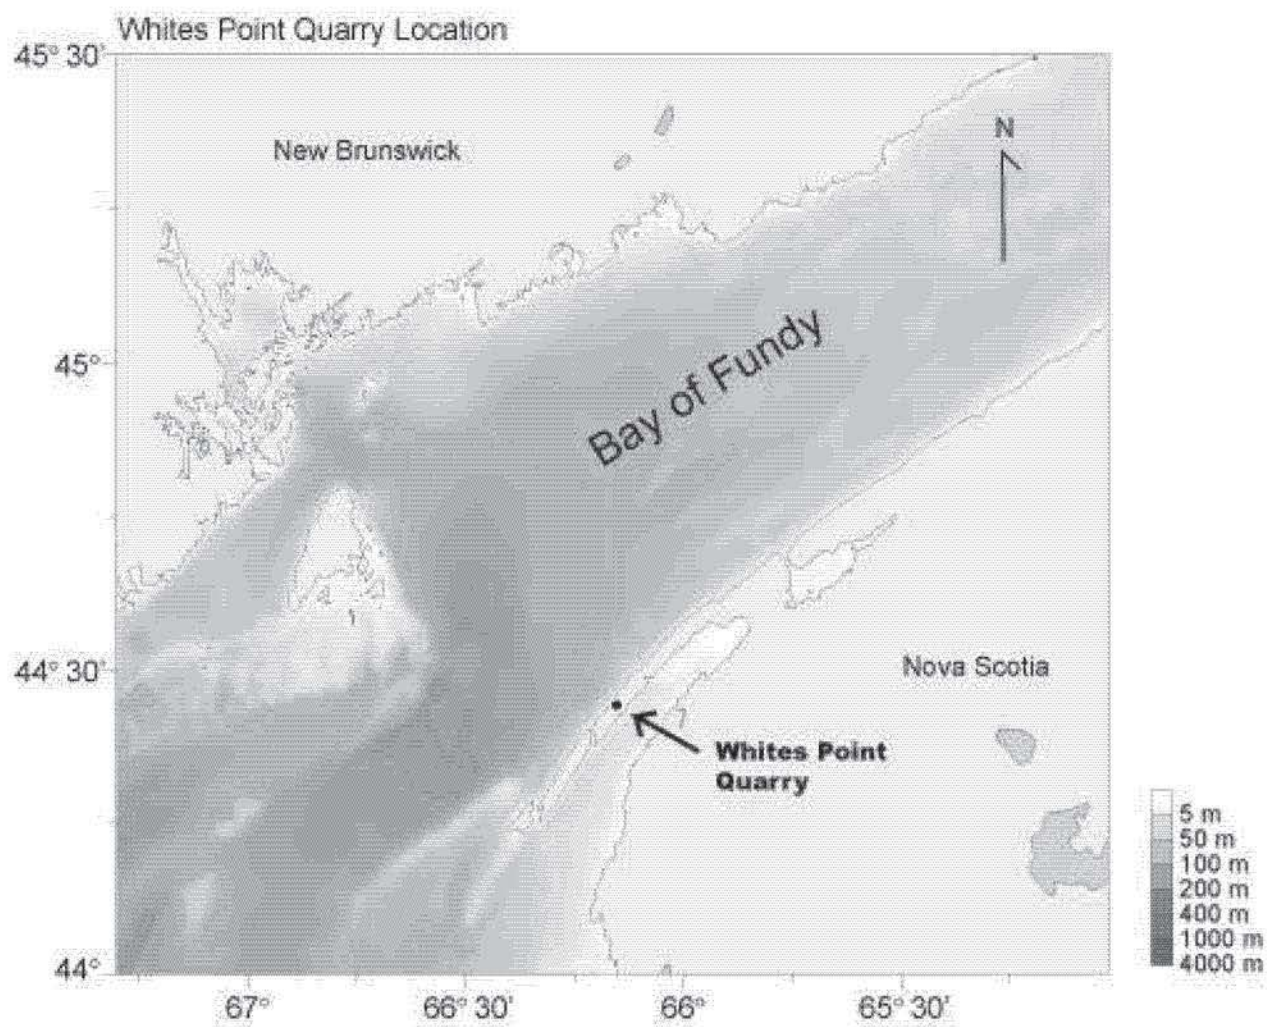 Whites Point Quarry Location
45° 30'
New Brunswick
N
45°
Bay of Fundy
44° 30'
Nova Scotia
Whites Point
Quarry
5 m
50 m
100 m
200 m
400 m
1000 m
4000 m
44°
67°
66° 30'
66°
65° 30'